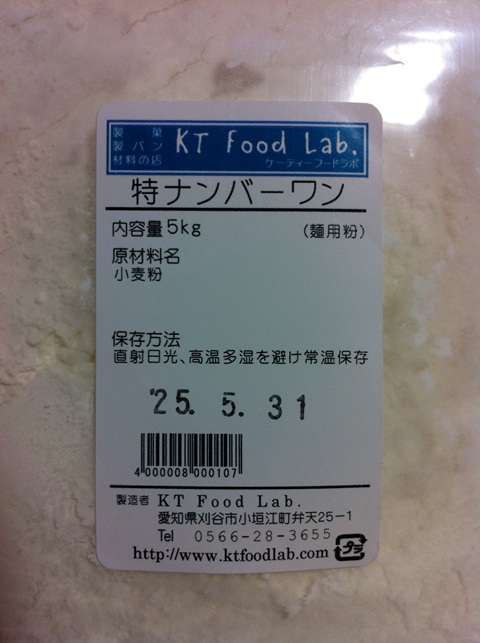 製菓
製パン
材料の店
KT Food Lab.
ケーティーフードラボ
特ナンバーワン
内容量5kg (麺用粉)
原材料名
小麦粉
保存方法
直射日光、高温多湿を避け常温保存
'25. 5. 31
4 000008 000107
製造者 KT Food Lab.
愛知県刈谷市小垣江町弁天25-1
Tel 0566-28-3655
http://www.ktfoodlab.com プラ